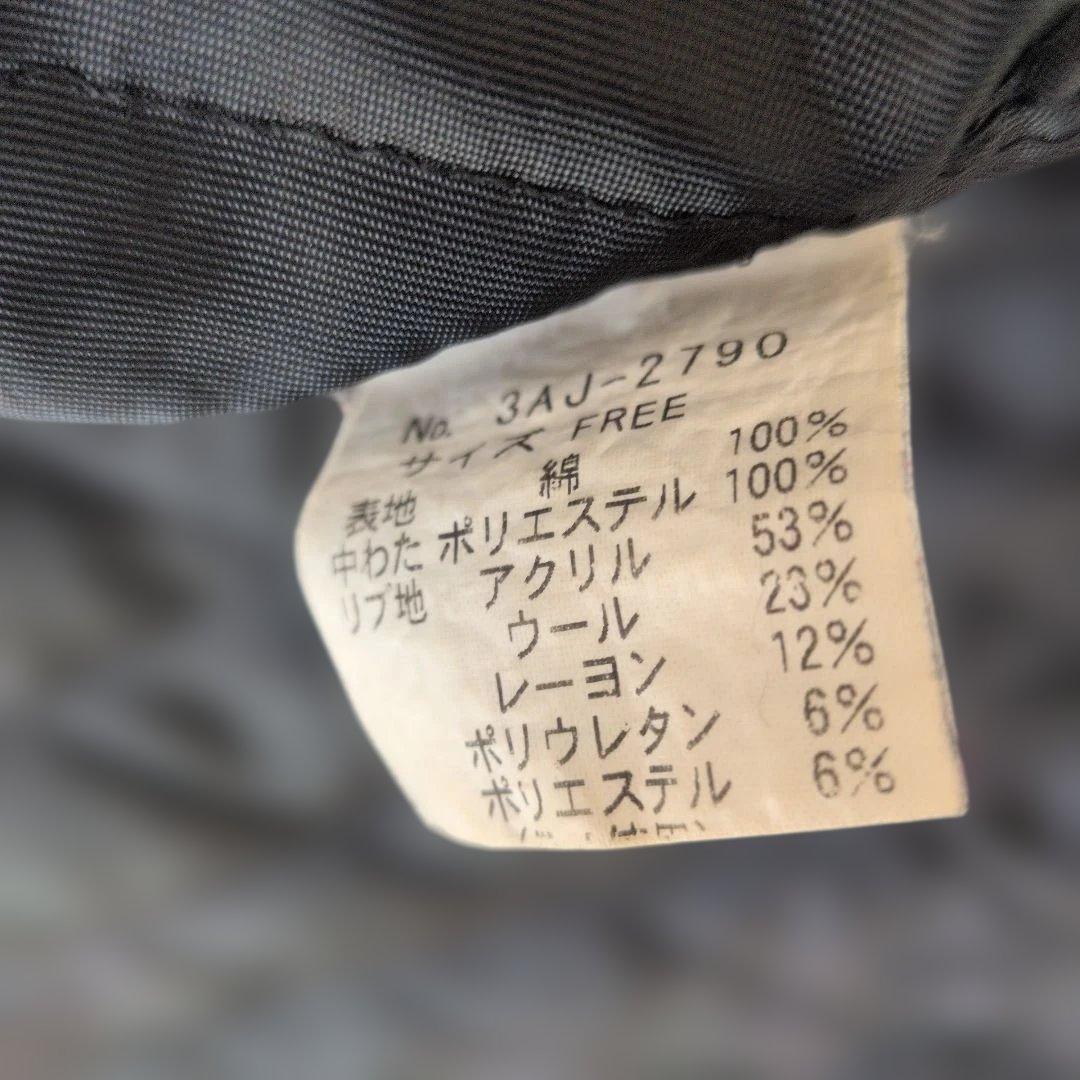 No. 3AJ-2790
サイズ FREE
表地 綿 100%
中わた ポリエステル 100%
リブ地 アクリル 53%
ウール 23%
レーヨン 12%
ポリウレタン 6%
ポリエステル 6%